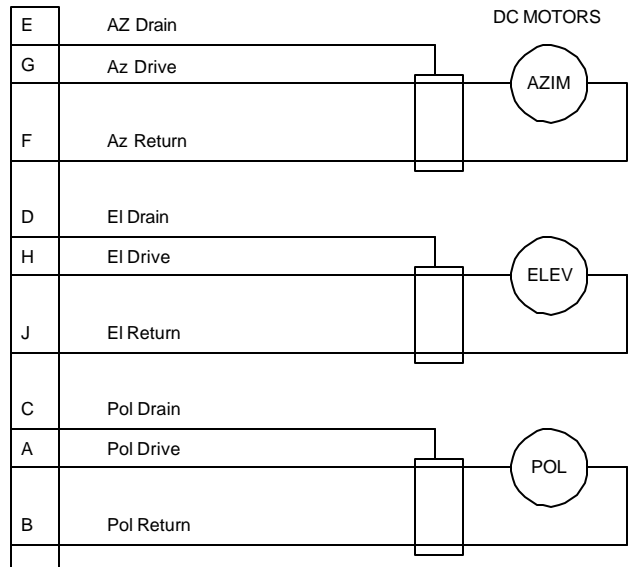 DC MOTORS
E AZ Drain
G Az Drive
AZIM
F Az Return
D El Drain
H El Drive
ELEV
J El Return
C Pol Drain
A Pol Drive
POL
B Pol Return